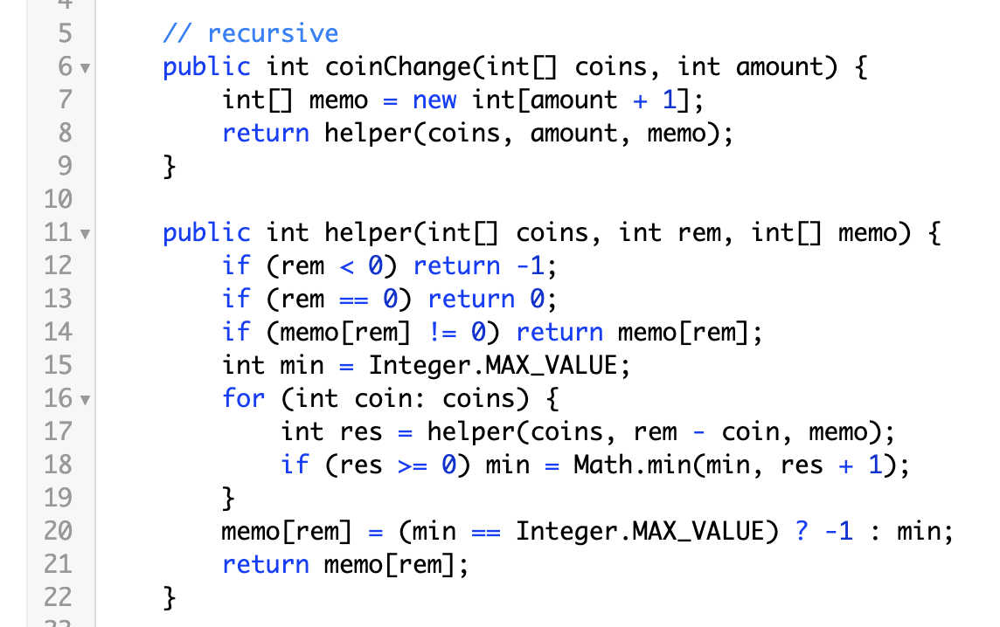 5 // recursive
6 public int coinChange(int[] coins, int amount) {
7 int[] memo = new int[amount + 1];
8 return helper(coins, amount, memo);
9 }
10
11 public int helper(int[] coins, int rem, int[] memo) {
12 if (rem < 0) return -1;
13 if (rem == 0) return 0;
14 if (memo[rem] != 0) return memo[rem];
15 int min = Integer.MAX_VALUE;
16 for (int coin: coins) {
17 int res = helper(coins, rem - coin, memo);
18 if (res >= 0) min = Math.min(min, res + 1);
19 }
20 memo[rem] = (min == Integer.MAX_VALUE) ? -1 : min;
21 return memo[rem];
22 }